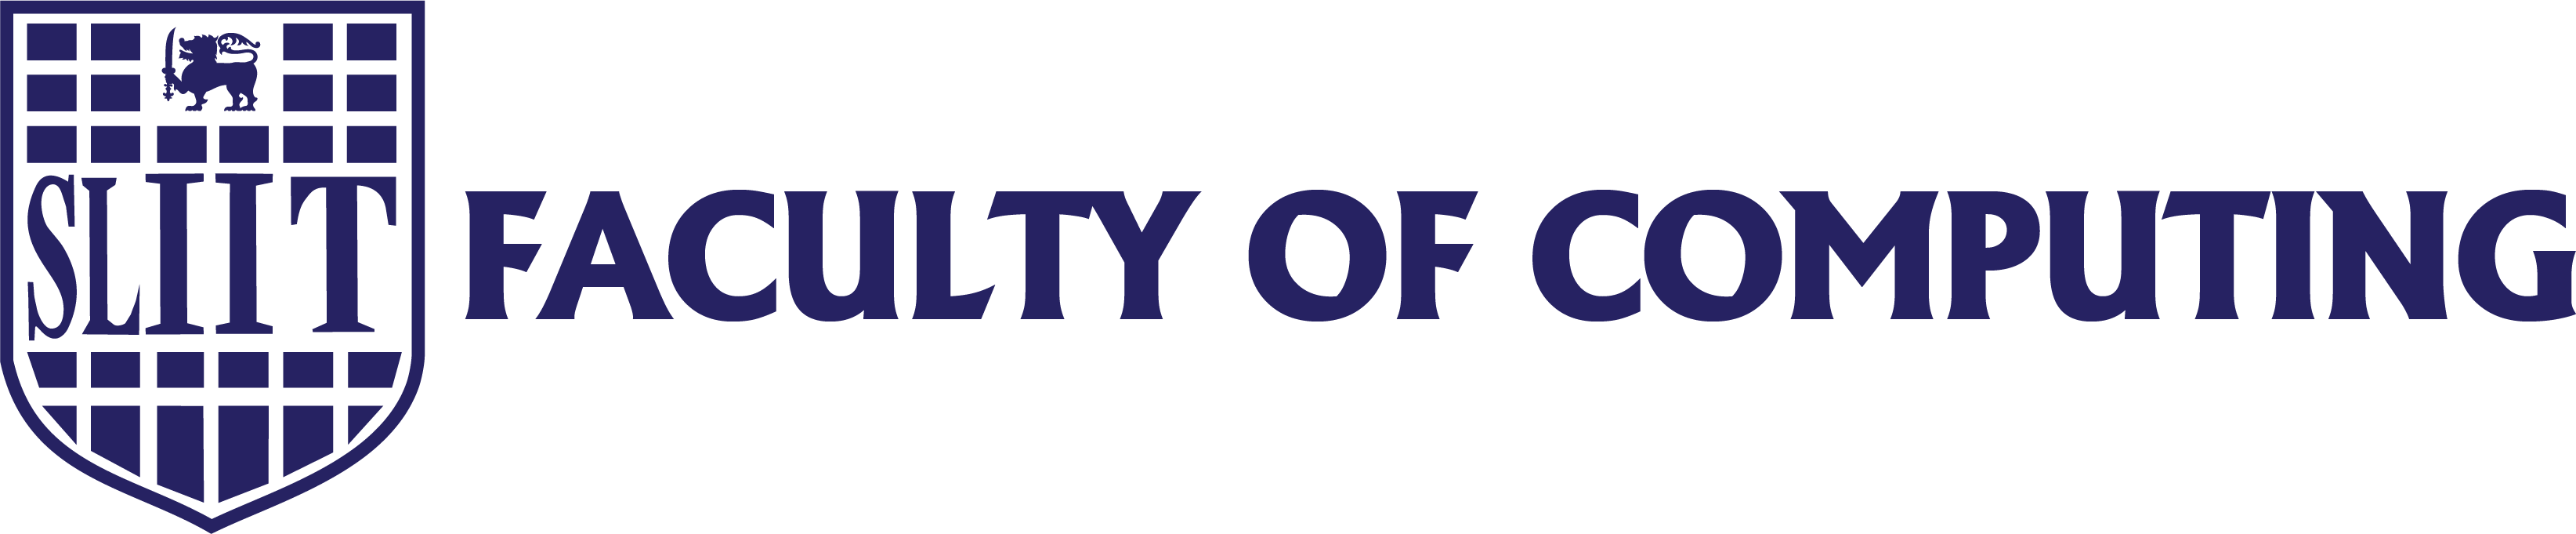 SLIIT
FACULTY OF COMPUTING